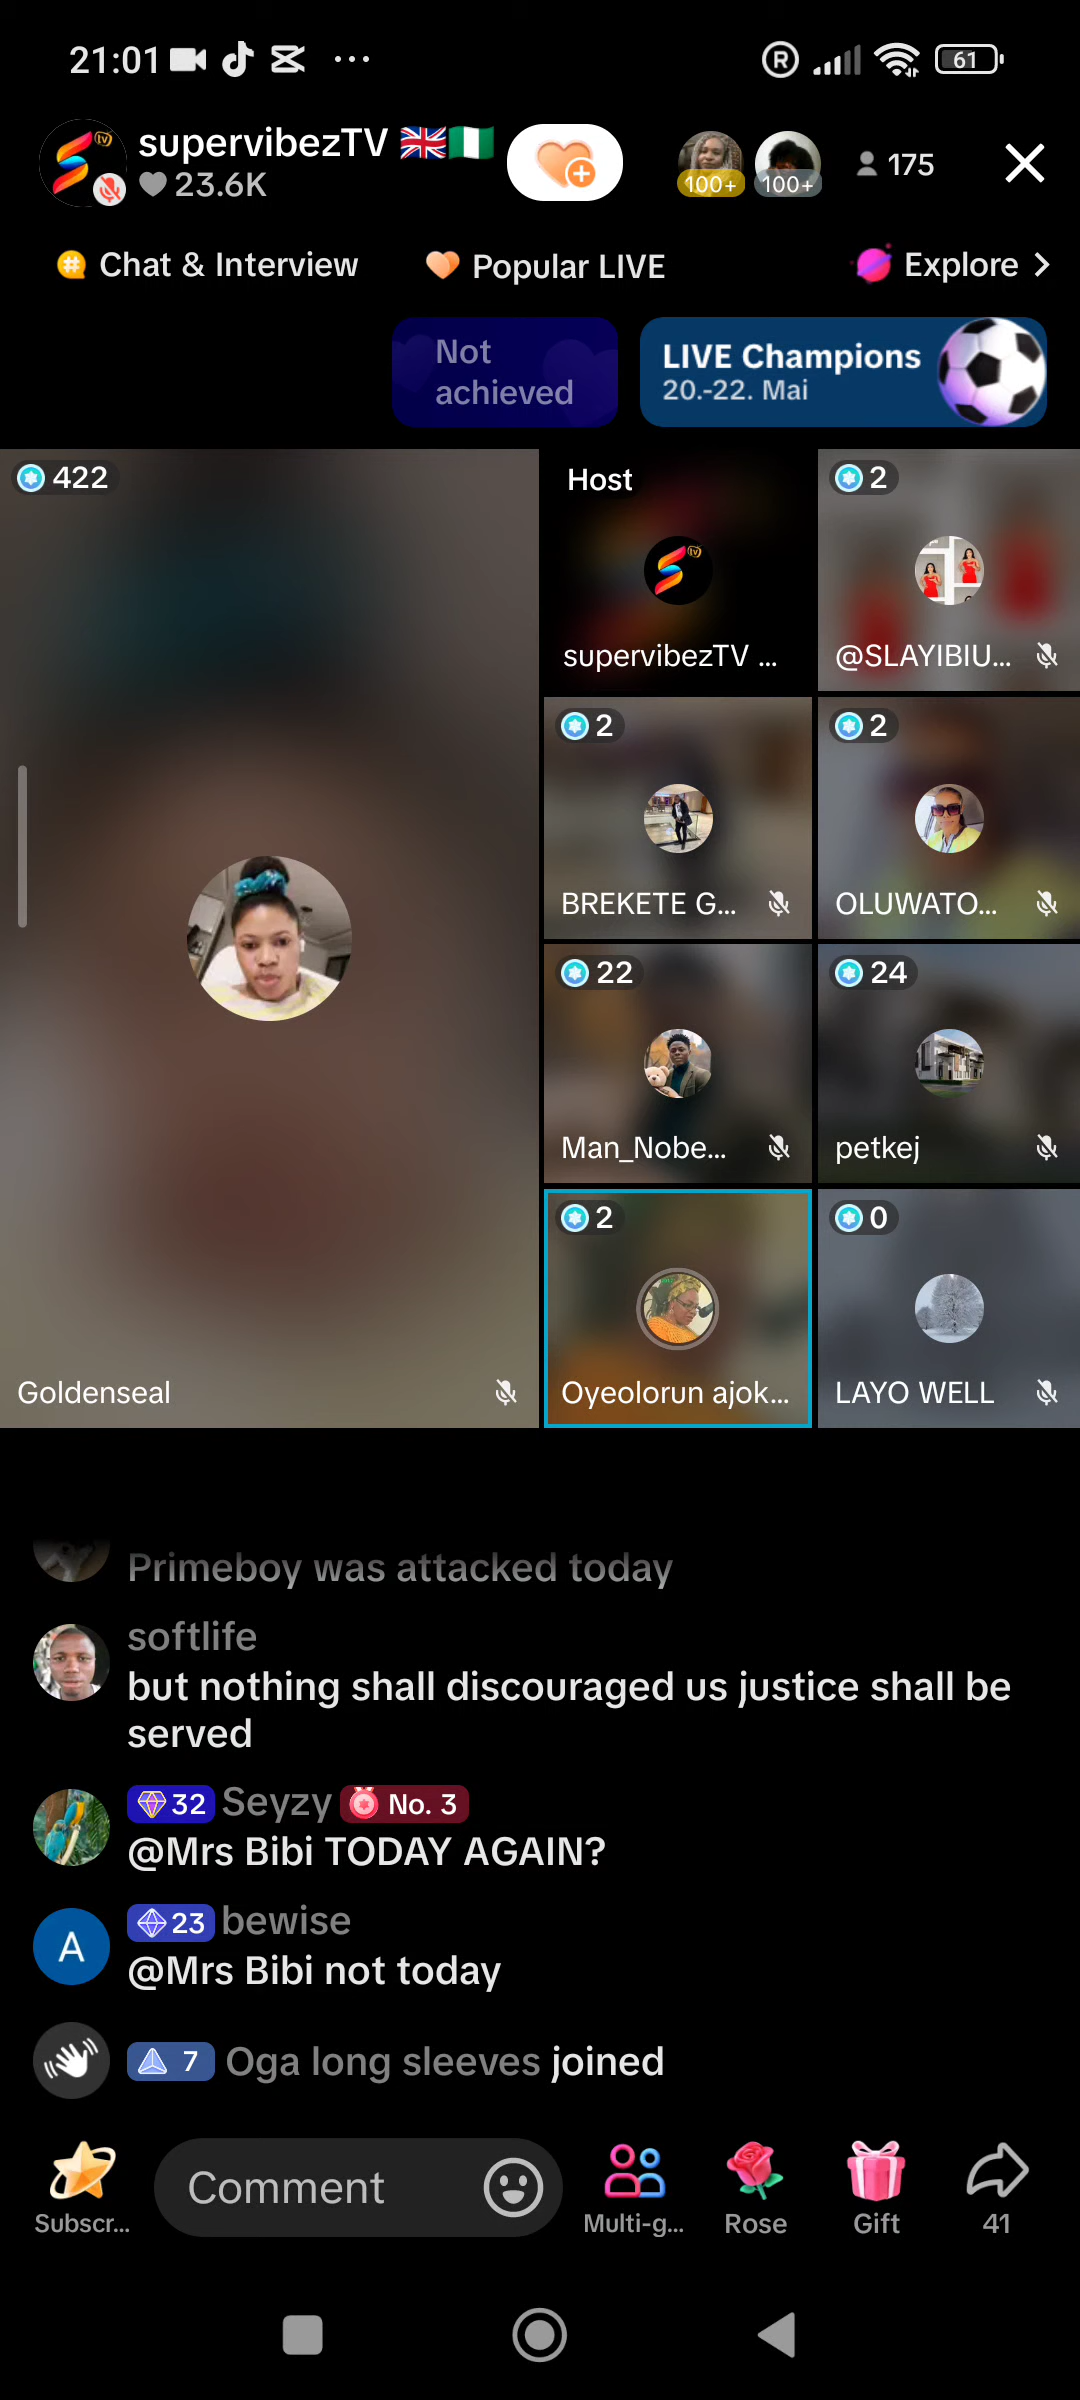 21:01
R
61
supervibezTV 🇬🇧🇳🇬
23.6K
100+
100+
175
Chat & Interview
Popular LIVE
Explore
Not
achieved
LIVE Champions
20.-22. Mai
422
Host
2
supervibezTV ...
@SLAYIBIU...
2
2
BREKETE G...
OLUWATO...
22
24
Man_Nobe...
petkej
2
0
Goldenseal
Oyeolorun ajok...
LAYO WELL
Primeboy was attacked today
softlife
but nothing shall discouraged us justice shall be
served
32 Seyzy No. 3
@Mrs Bibi TODAY AGAIN?
A
23 bewise
@Mrs Bibi not today
7 Oga long sleeves joined
Comment
Subscr...
Multi-g...
Rose
Gift
41